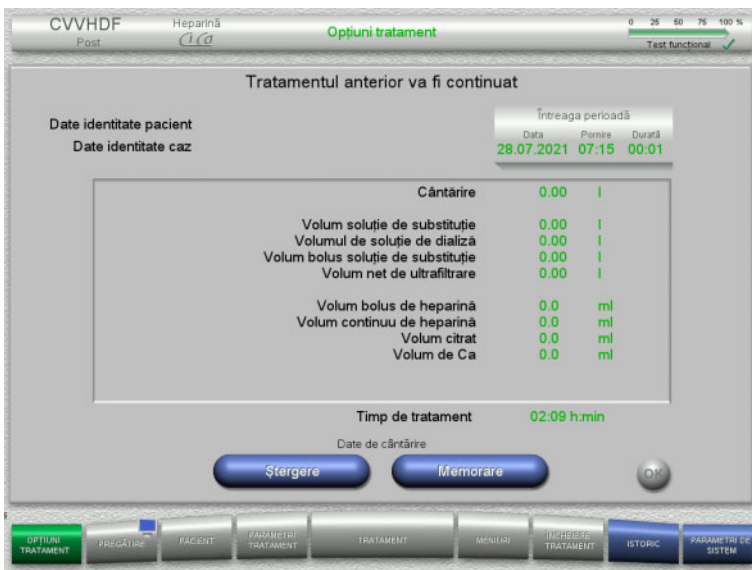 CVVHDF
Post
Heparină
CiCa
Opțiuni tratament
0 25 50 75 100 %
Test funcțional
Tratamentul anterior va fi continuat
Întreaga perioadă
Date identitate pacient
Date identitate caz
Data Pornire Durată
28.07.2021 07:15 00:01
Cântărire 0.00 l
Volum soluție de substituție 0.00 l
Volumul de soluție de dializă 0.00 l
Volum bolus soluție de substituție 0.00 l
Volum net de ultrafiltrare 0.00 l
Volum bolus de heparină 0.0 ml
Volum continuu de heparină 0.0 ml
Volum citrat 0.0 ml
Volum de Ca 0.0 ml
Timp de tratament 02:09 h:min
Date de cântărire
Ștergere Memorare OK
OPȚIUNI
TRATAMENT
PREGĂTIRE
PACIENT
PARAMETRI
TRATAMENT
TRATAMENT
MENIURI
ÎNCHEIERE
TRATAMENT
ISTORIC
PARAMETRI DE
SISTEM